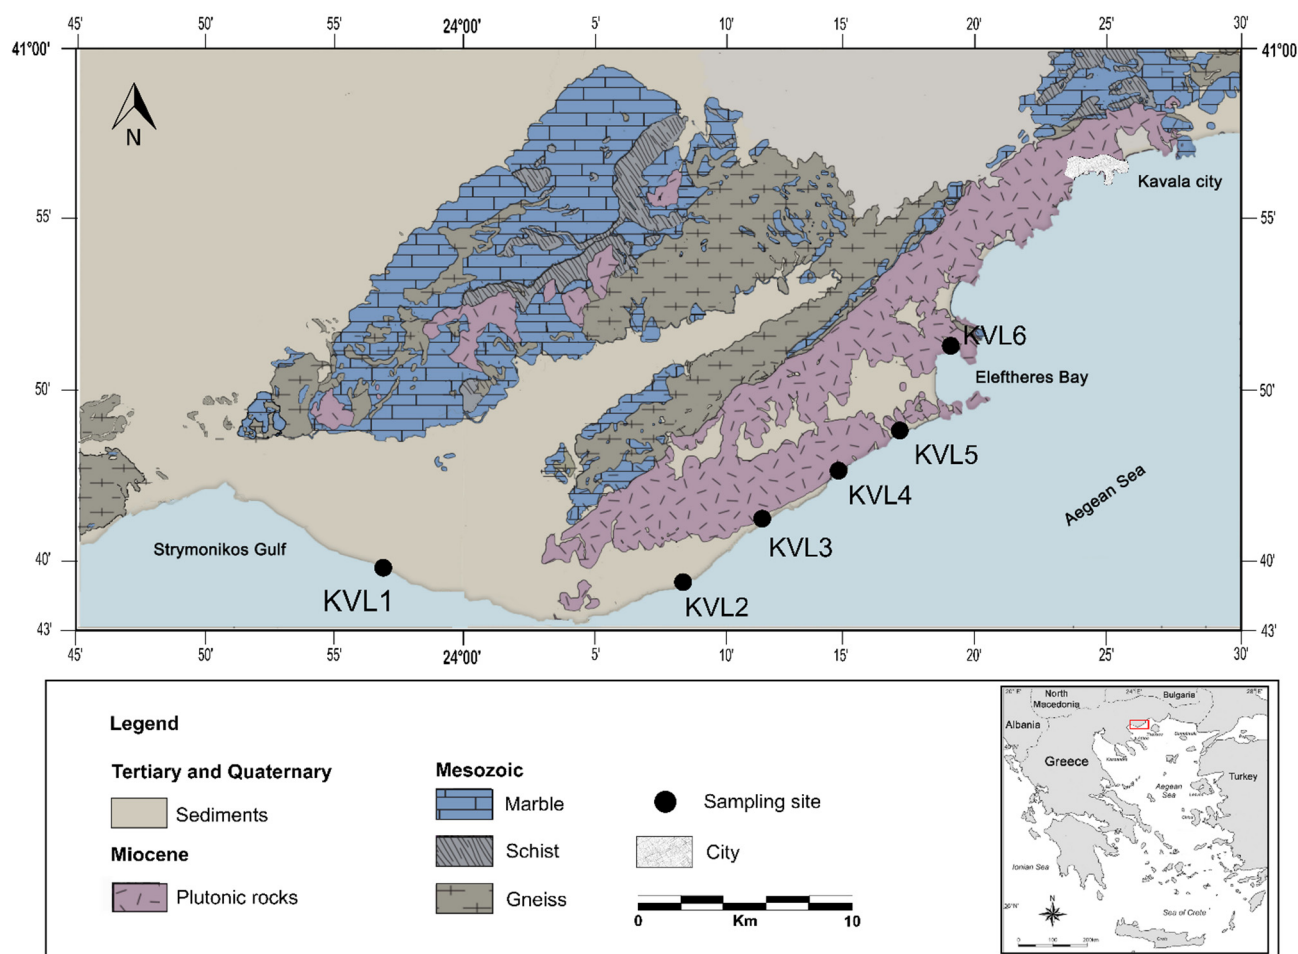 45' 50' 55' 24°00' 5' 10' 15' 20' 25' 30'
41°00' 41°00
N
Kavala city
55' 55'
KVL6
Eleftheres Bay
50' 50'
KVL5
KVL4
Aegean Sea
KVL3
Strymonikos Gulf
40' 40'
KVL1
KVL2
43' 43'
45' 50' 55' 24°00' 5' 10' 15' 20' 25' 30'
Legend
Tertiary and Quaternary
Sediments
Miocene
Plutonic rocks
Mesozoic
Marble
Schist
Gneiss
Sampling site
City
0 Km 10
24°E
North
Macedonia
Bulgaria
Albania
Greece
Turkey
Aegean
Sea
Ionian Sea
N
Sea of Crete
0 100 200km